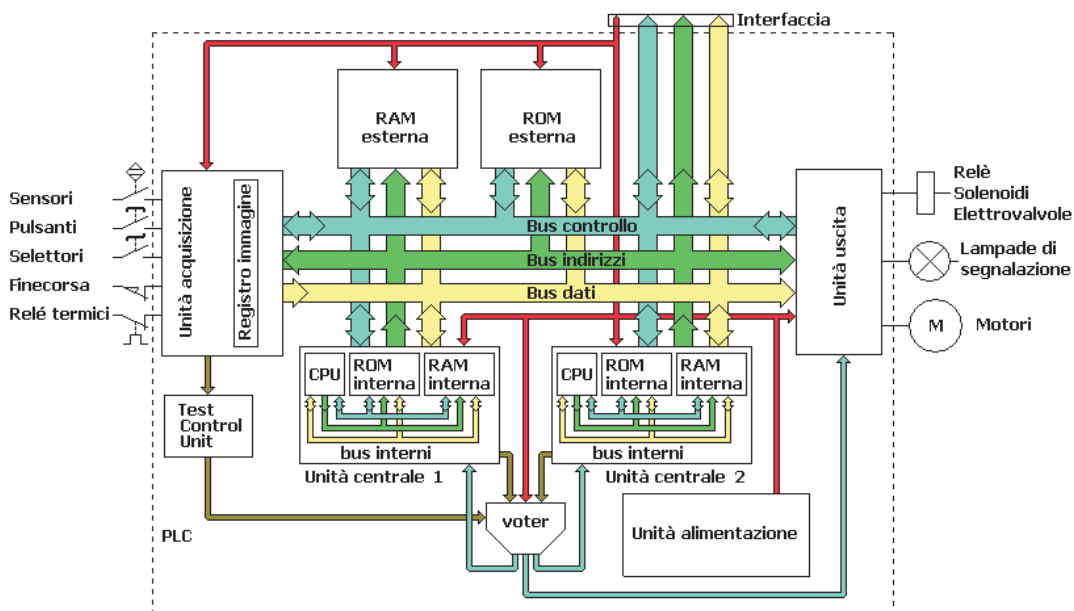 Interfaccia
RAM
esterna
ROM
esterna
Sensori
Pulsanti
Selettori
Finecorsa
Relé termici
Unità acquisizione
Registro immagine
Bus controllo
Bus indirizzi
Bus dati
Unità uscita
Relè
Solenoidi
Elettrovalvole
Lampade di
segnalazione
M
Motori
CPU
ROM
interna
RAM
interna
bus interni
Unità centrale 1
CPU
ROM
interna
RAM
interna
bus interni
Unità centrale 2
Test
Control
Unit
voter
Unità alimentazione
PLC